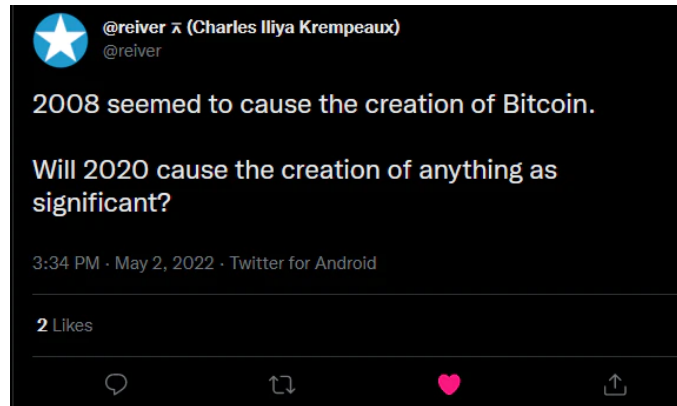 @reiver ⚻ (Charles Iliya Krempeaux)
@reiver
2008 seemed to cause the creation of Bitcoin.
Will 2020 cause the creation of anything as
significant?
3:34 PM · May 2, 2022 · Twitter for Android
2 Likes